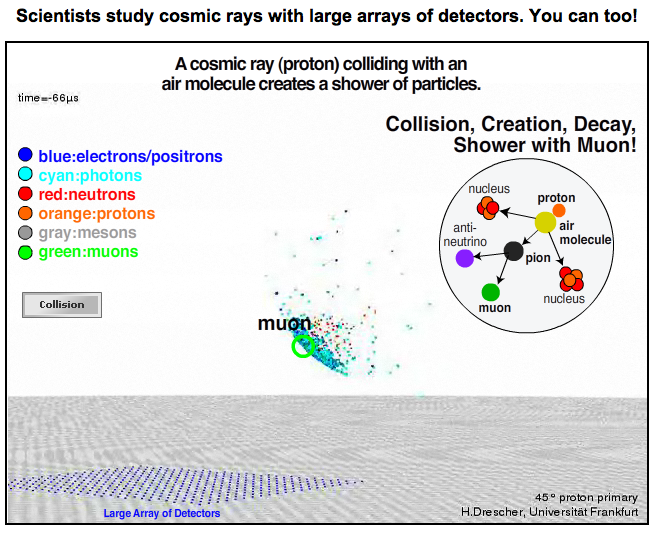 Scientists study cosmic rays with large arrays of detectors. You can too!
A cosmic ray (proton) colliding with an
air molecule creates a shower of particles.
time=-66µs
Collision, Creation, Decay,
Shower with Muon!
blue:electrons/positrons
cyan:photons
red:neutrons
orange:protons
gray:mesons
green:muons
nucleus
proton
anti-
neutrino
air
molecule
pion
muon
nucleus
Collision
muon
45° proton primary
H.Drescher, Universität Frankfurt
Large Array of Detectors